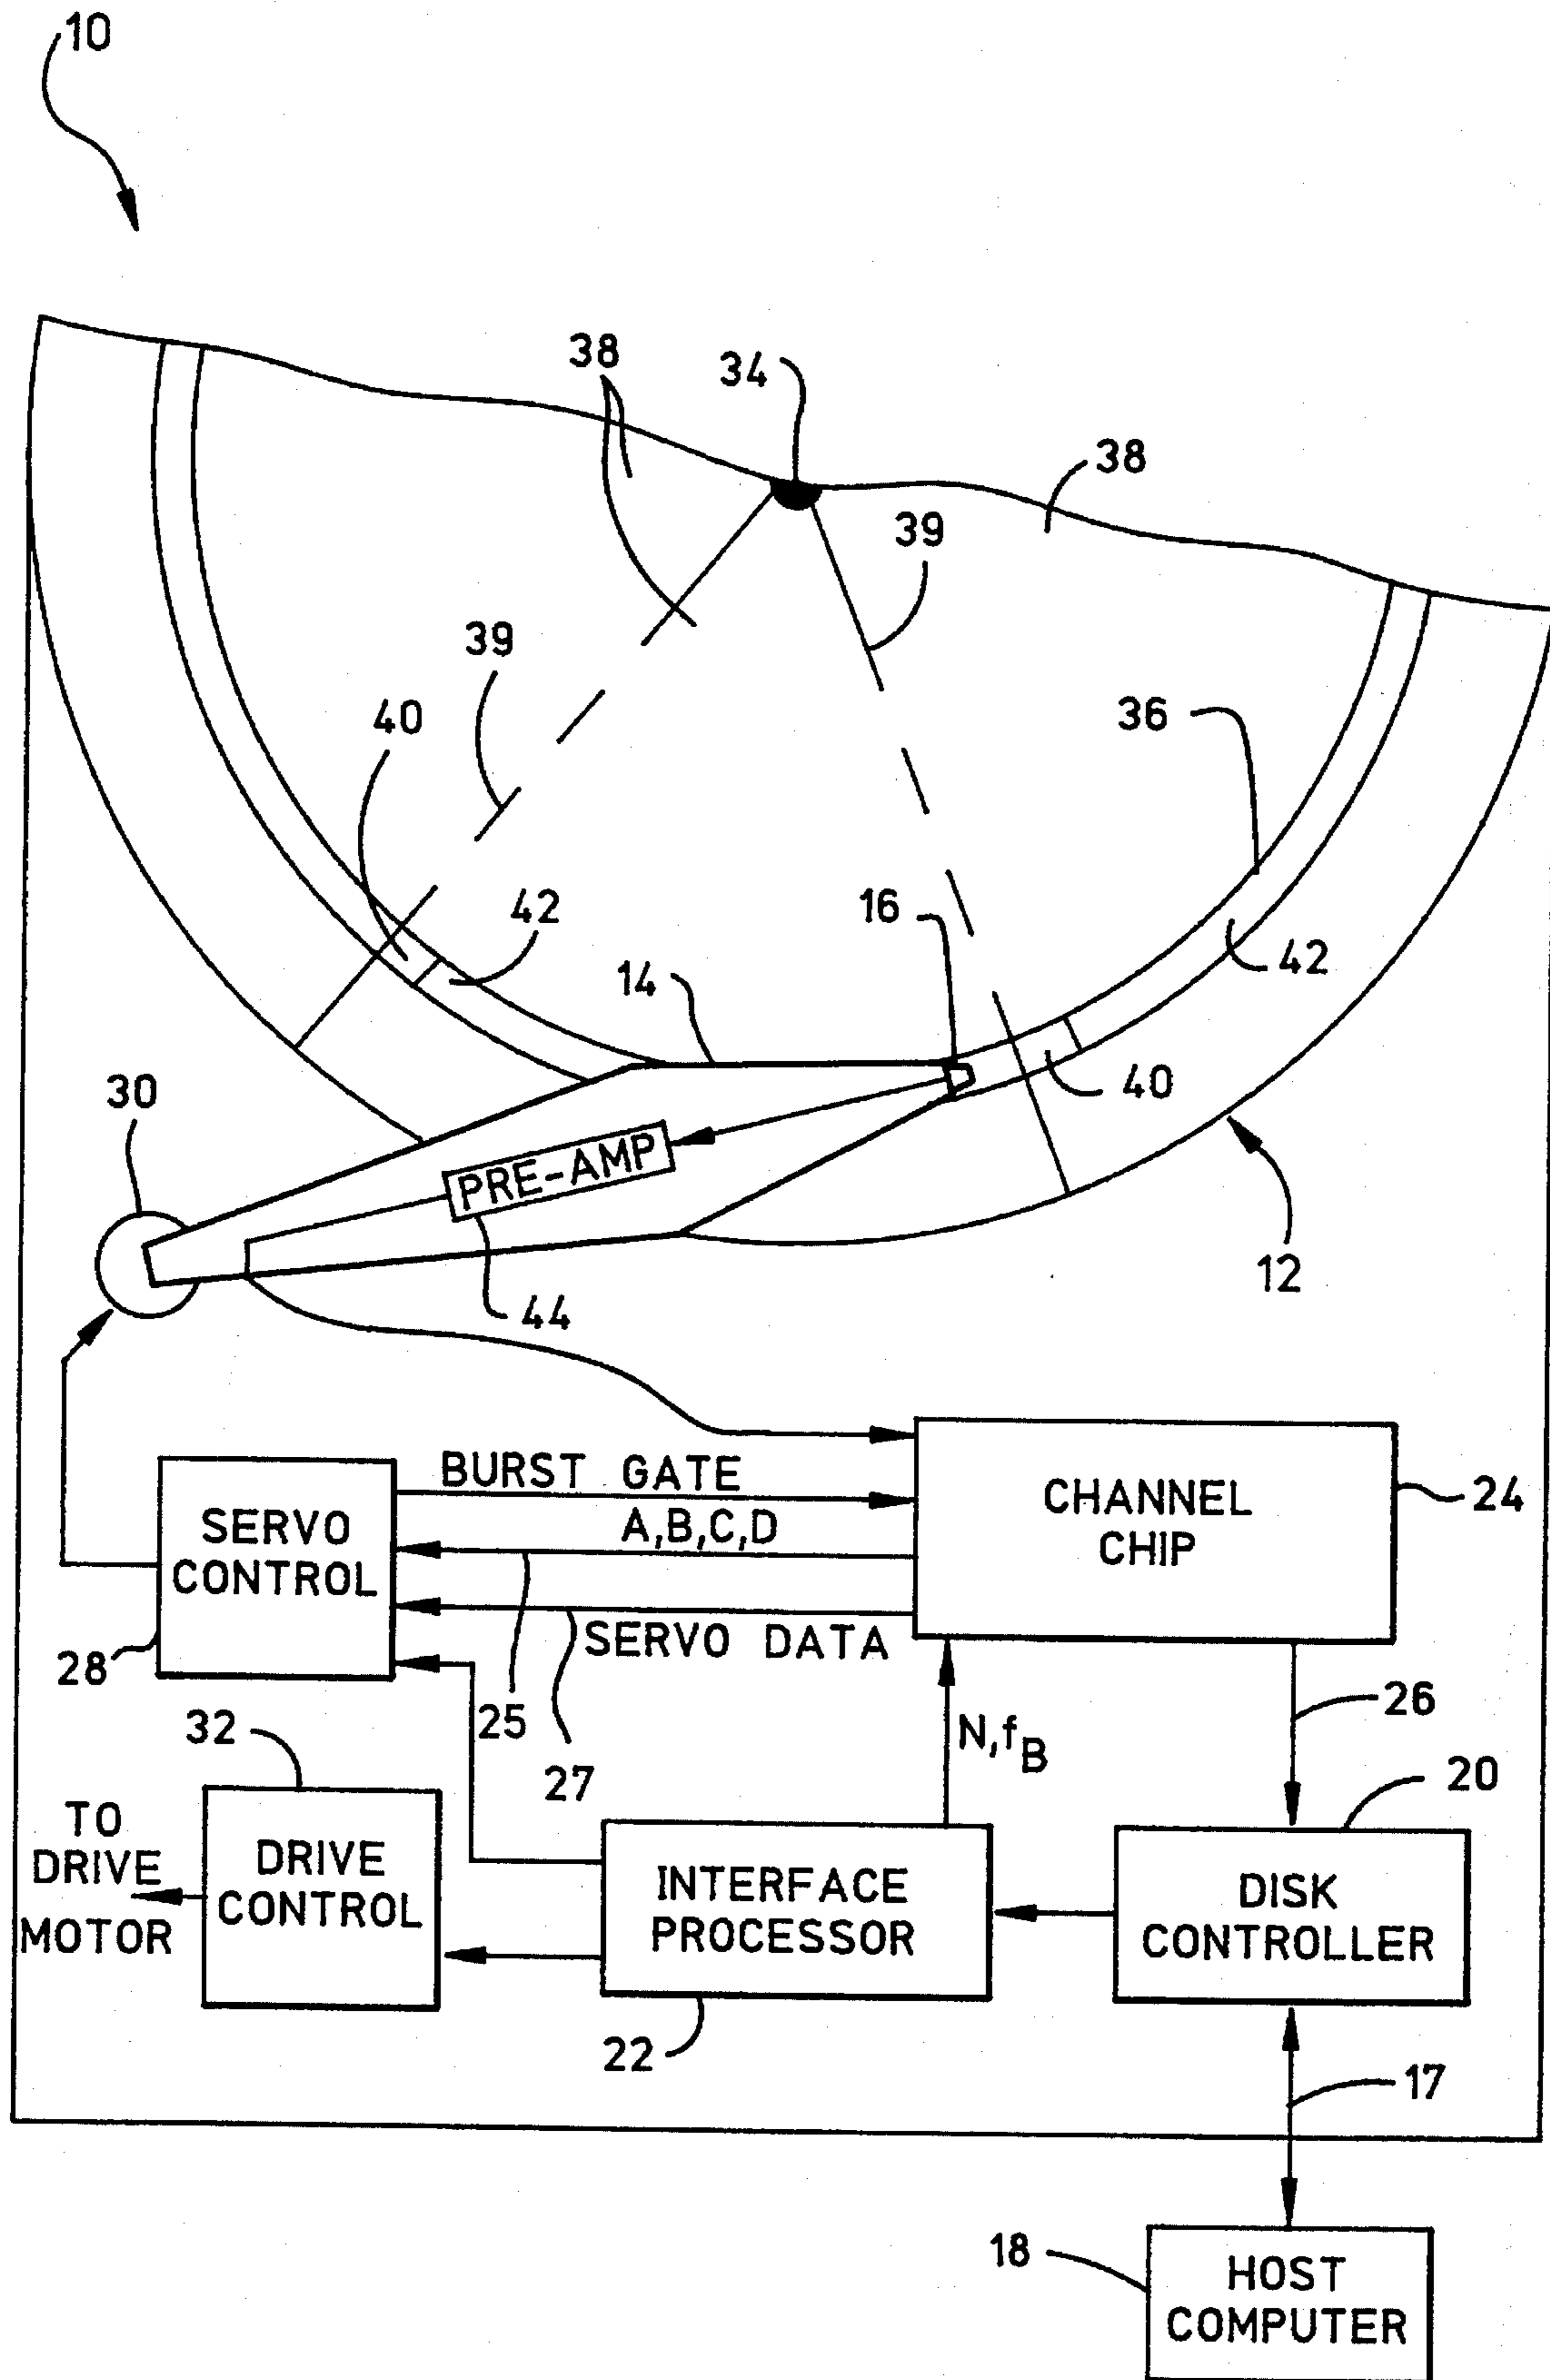 10
38
34
38
39
39
40
36
16
42
42
14
40
30
PRE-AMP
12
44
BURST GATE
CHANNEL
CHIP
24
SERVO
CONTROL
A,B,C,D
SERVO DATA
28
25
26
32
N,fB
27
20
TO
DRIVE
MOTOR
DRIVE
CONTROL
INTERFACE
PROCESSOR
DISK
CONTROLLER
22
17
18
HOST
COMPUTER